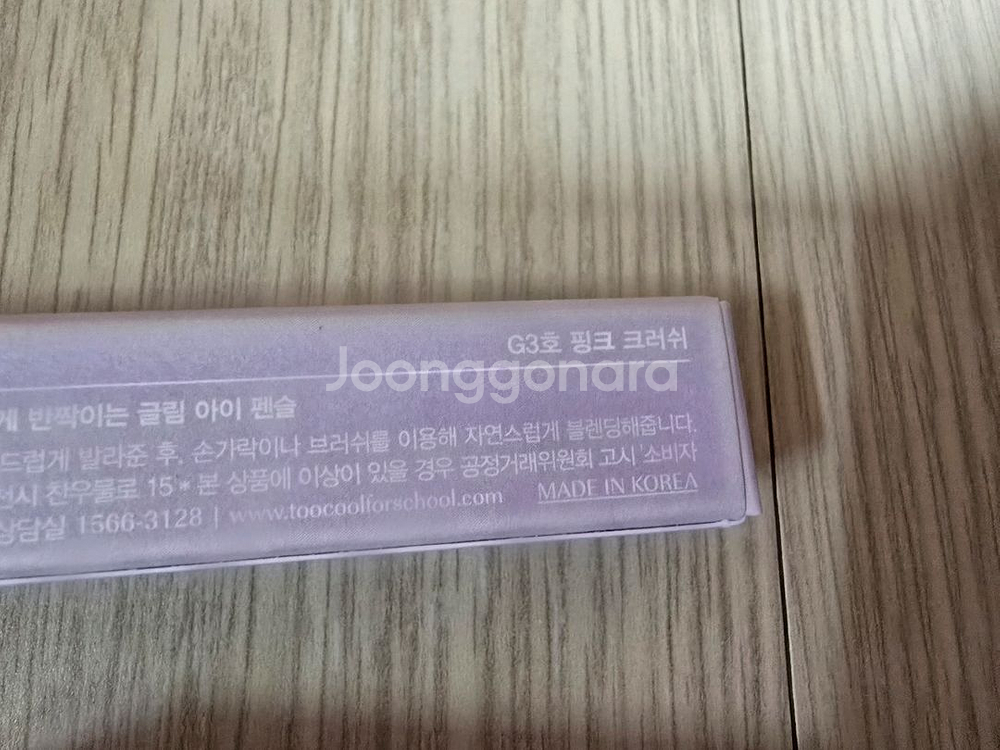 G3호 핑크 크러쉬
Joonggonara
게 반짝이는 글림 아이 펜슬
드럽게 발라준 후, 손가락이나 브러쉬를 이용해 자연스럽게 블렌딩해줍니다.
천시 찬우물로 15 * 본 상품에 이상이 있을 경우 공정거래위원회 고시 '소비자
상담실 1566-3128 | www.toocoolforschool.com MADE IN KOREA